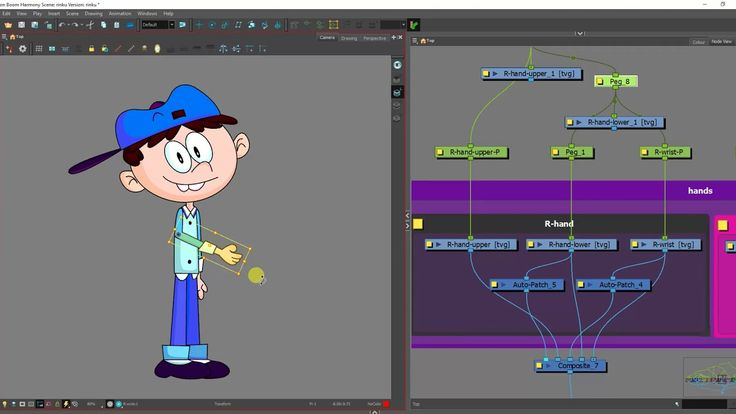 on Boom Harmony Scene: rinku Version: rinku *
Edit View Play Insert Scene Drawing Animation Windows Help
Default
Top
Camera Drawing Perspective
Top
Colour Node View
R-hand-upper_1 [tvg]
Peg_8
R-hand-lower_1 [tvg]
R-hand-upper-P
Peg_1
R-wrist-P
hands
R-hand
R-hand-upper [tvg]
R-hand-lower [tvg]
R-wrist [tvg]
Auto-Patch_5
Auto-Patch_4
Composite_7
Transform
Top